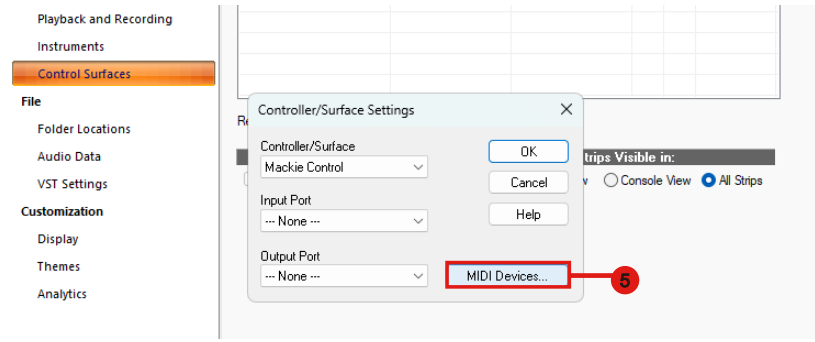 Playback and Recording
Instruments
Control Surfaces
File
Folder Locations
Audio Data
VST Settings
Customization
Display
Themes
Analytics
Controller/Surface Settings
Controller/Surface
Mackie Control
Input Port
--- None ---
Output Port
--- None ---
OK
Cancel
Help
MIDI Devices...
5
trips Visible in:
Console View
All Strips